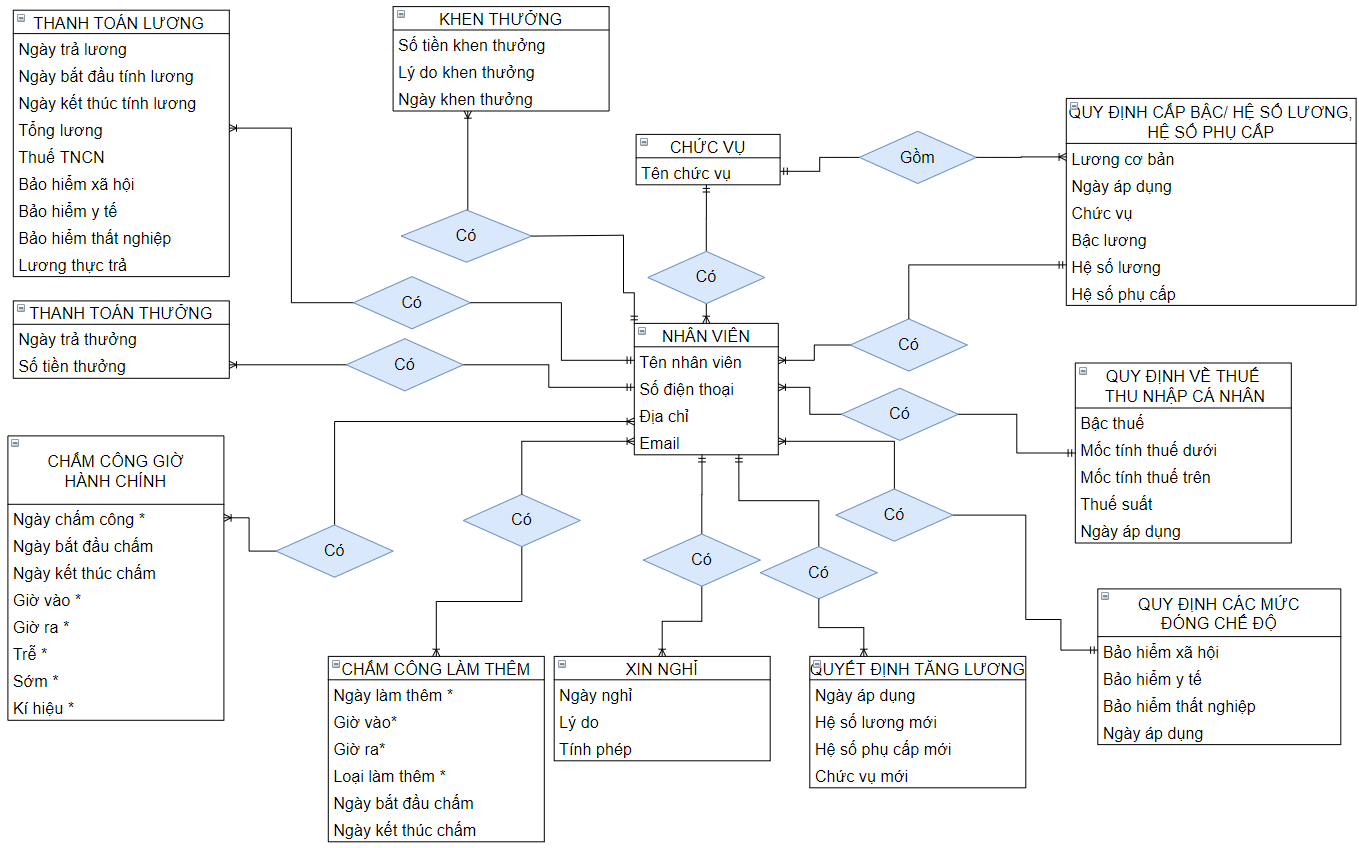 THANH TOÁN LƯƠNG
Ngày trả lương
Ngày bắt đầu tính lương
Ngày kết thúc tính lương
Tổng lương
Thuế TNCN
Bảo hiểm xã hội
Bảo hiểm y tế
Bảo hiểm thất nghiệp
Lương thực trả
KHEN THƯỞNG
Số tiền khen thưởng
Lý do khen thưởng
Ngày khen thưởng
CHỨC VỤ
Tên chức vụ
Gồm
QUY ĐỊNH CẤP BẬC/ HỆ SỐ LƯƠNG,
HỆ SỐ PHỤ CẤP
Lương cơ bản
Ngày áp dụng
Chức vụ
Bậc lương
Hệ số lương
Hệ số phụ cấp
Có
Có
Có
THANH TOÁN THƯỞNG
Ngày trả thưởng
Số tiền thưởng
Có
NHÂN VIÊN
Tên nhân viên
Số điện thoại
Địa chỉ
Email
Có
Có
QUY ĐỊNH VỀ THUẾ
THU NHẬP CÁ NHÂN
Bậc thuế
Mốc tính thuế dưới
Mốc tính thuế trên
Thuế suất
Ngày áp dụng
CHẤM CÔNG GIỜ
HÀNH CHÍNH
Ngày chấm công *
Ngày bắt đầu chấm
Ngày kết thúc chấm
Giờ vào *
Giờ ra *
Trễ *
Sớm *
Kí hiệu *
Có
Có
Có
Có
Có
CHẤM CÔNG LÀM THÊM
Ngày làm thêm *
Giờ vào*
Giờ ra*
Loại làm thêm *
Ngày bắt đầu chấm
Ngày kết thúc chấm
XIN NGHỈ
Ngày nghỉ
Lý do
Tính phép
QUYẾT ĐỊNH TĂNG LƯƠNG
Ngày áp dụng
Hệ số lương mới
Hệ số phụ cấp mới
Chức vụ mới
QUY ĐỊNH CÁC MỨC
ĐÓNG CHẾ ĐỘ
Bảo hiểm xã hội
Bảo hiểm y tế
Bảo hiểm thất nghiệp
Ngày áp dụng